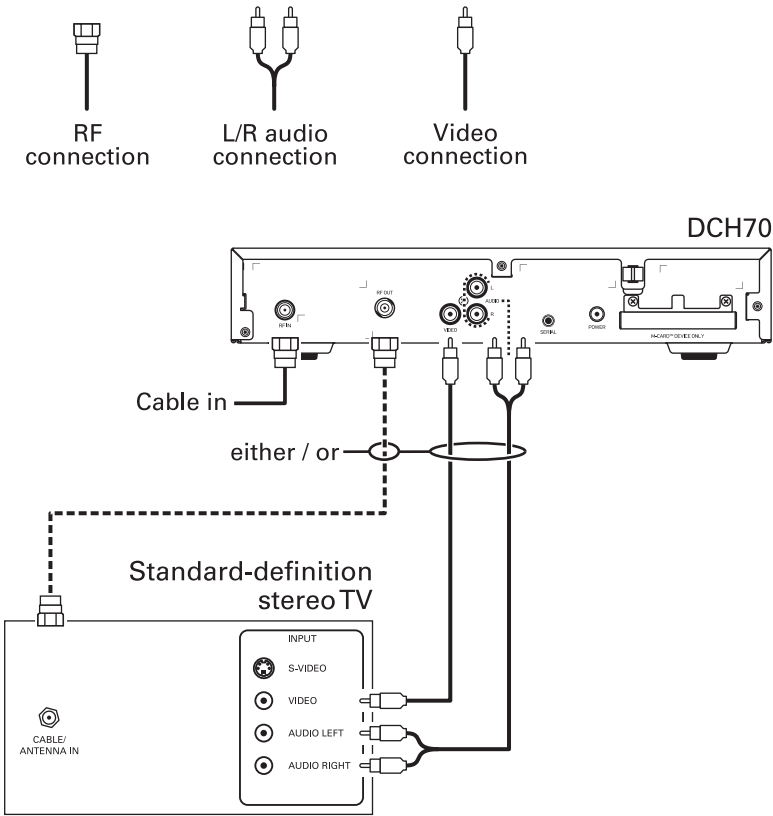 RF
connection
L/R audio
connection
Video
connection
DCH70
RF IN
RF OUT
VIDEO
L
AUDIO
R
SERIAL
POWER
M-CARD™ DEVICE ONLY
Cable in
either / or
Standard-definition
stereo TV
INPUT
S-VIDEO
VIDEO
AUDIO LEFT
AUDIO RIGHT
CABLE/
ANTENNA IN